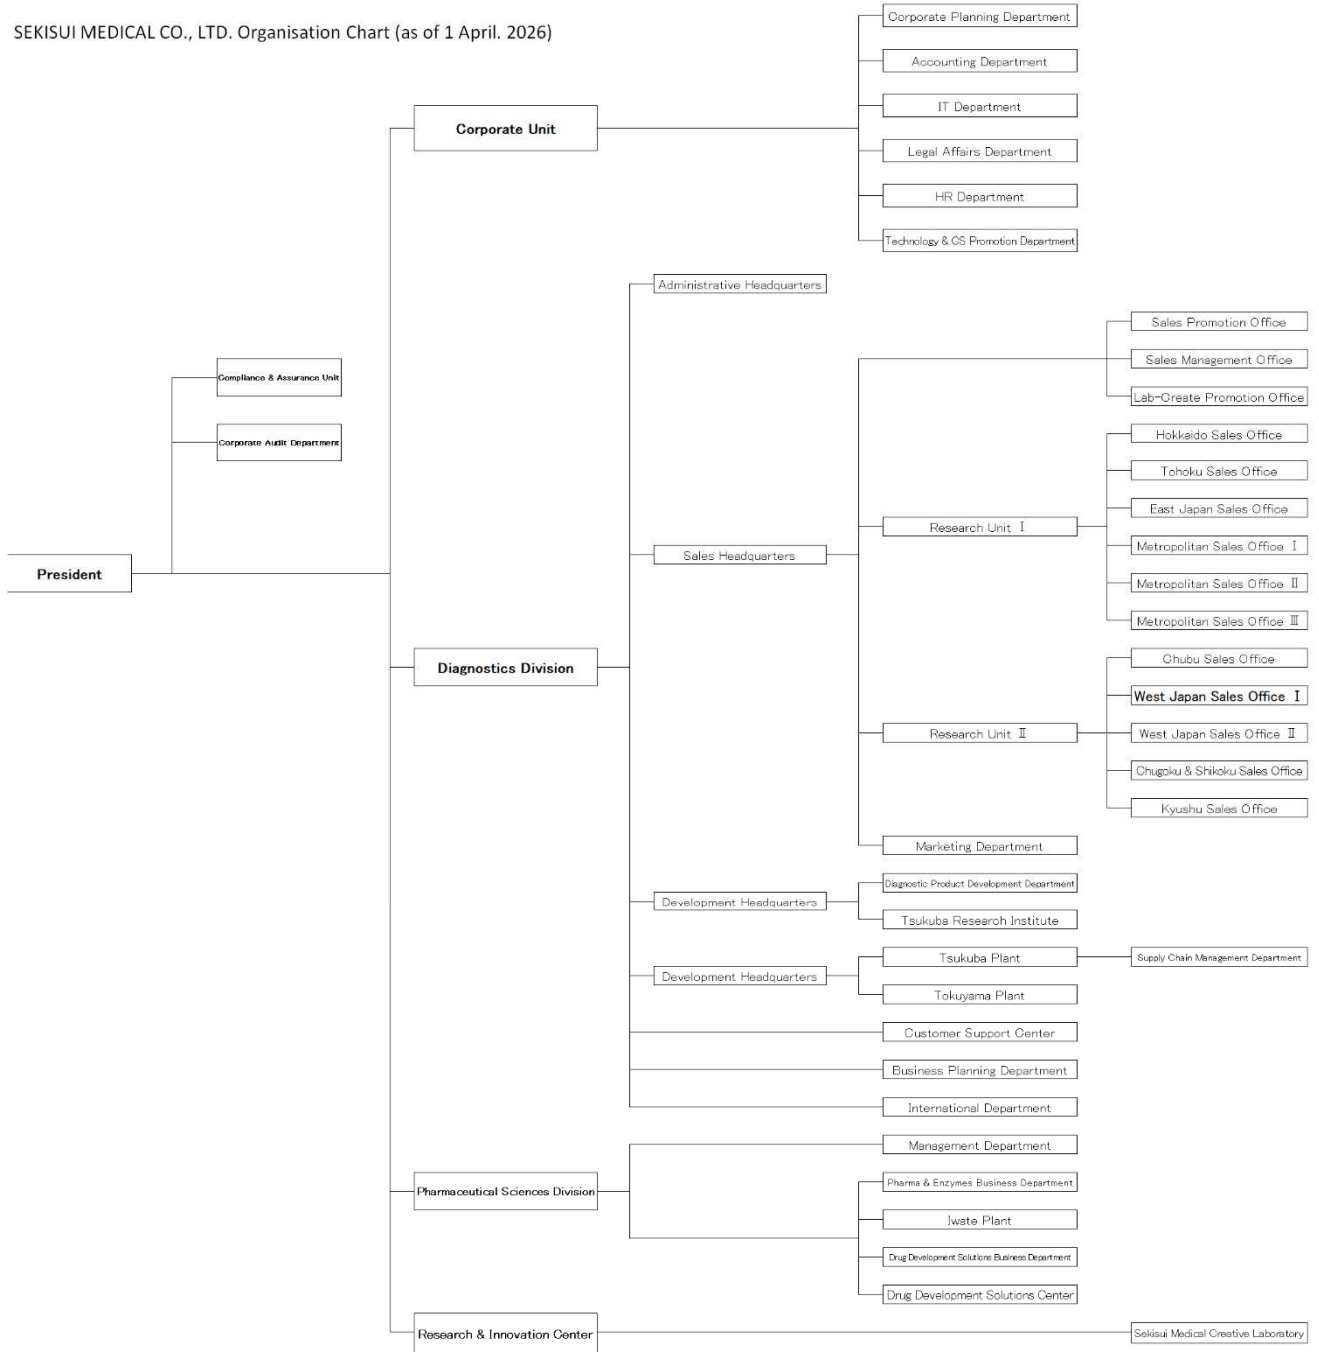 SEKISUI MEDICAL CO., LTD. Organisation Chart (as of 1 April. 2026)
President
Compliance & Assurance Unit
Corporate Audit Department
Corporate Unit
Corporate Planning Department
Accounting Department
IT Department
Legal Affairs Department
HR Department
Technology & CS Promotion Department
Diagnostics Division
Administrative Headquarters
Sales Headquarters
Sales Promotion Office
Sales Management Office
Lab-Create Promotion Office
Research Unit Ⅰ
Hokkaido Sales Office
Tohoku Sales Office
East Japan Sales Office
Metropolitan Sales Office Ⅰ
Metropolitan Sales Office Ⅱ
Metropolitan Sales Office Ⅲ
Research Unit Ⅱ
Chubu Sales Office
West Japan Sales Office Ⅰ
West Japan Sales Office Ⅱ
Chugoku & Shikoku Sales Office
Kyushu Sales Office
Marketing Department
Development Headquarters
Diagnostic Product Development Department
Tsukuba Research Institute
Development Headquarters
Tsukuba Plant
Supply Chain Management Department
Tokuyama Plant
Customer Support Center
Business Planning Department
International Department
Pharmaceutical Sciences Division
Management Department
Pharma & Enzymes Business Department
Iwate Plant
Drug Development Solutions Business Department
Drug Development Solutions Center
Research & Innovation Center
Sekisui Medical Creative Laboratory